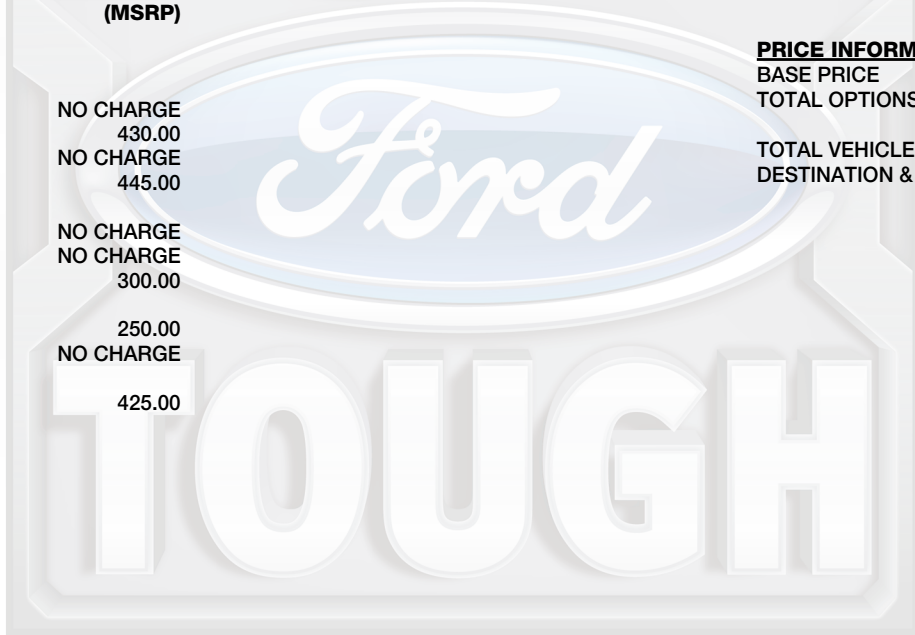 (MSRP)
NO CHARGE
430.00
NO CHARGE
445.00
NO CHARGE
NO CHARGE
300.00
250.00
NO CHARGE
425.00
PRICE INFORM
BASE PRICE
TOTAL OPTIONS
TOTAL VEHICLE
DESTINATION &
Ford
TOUGH